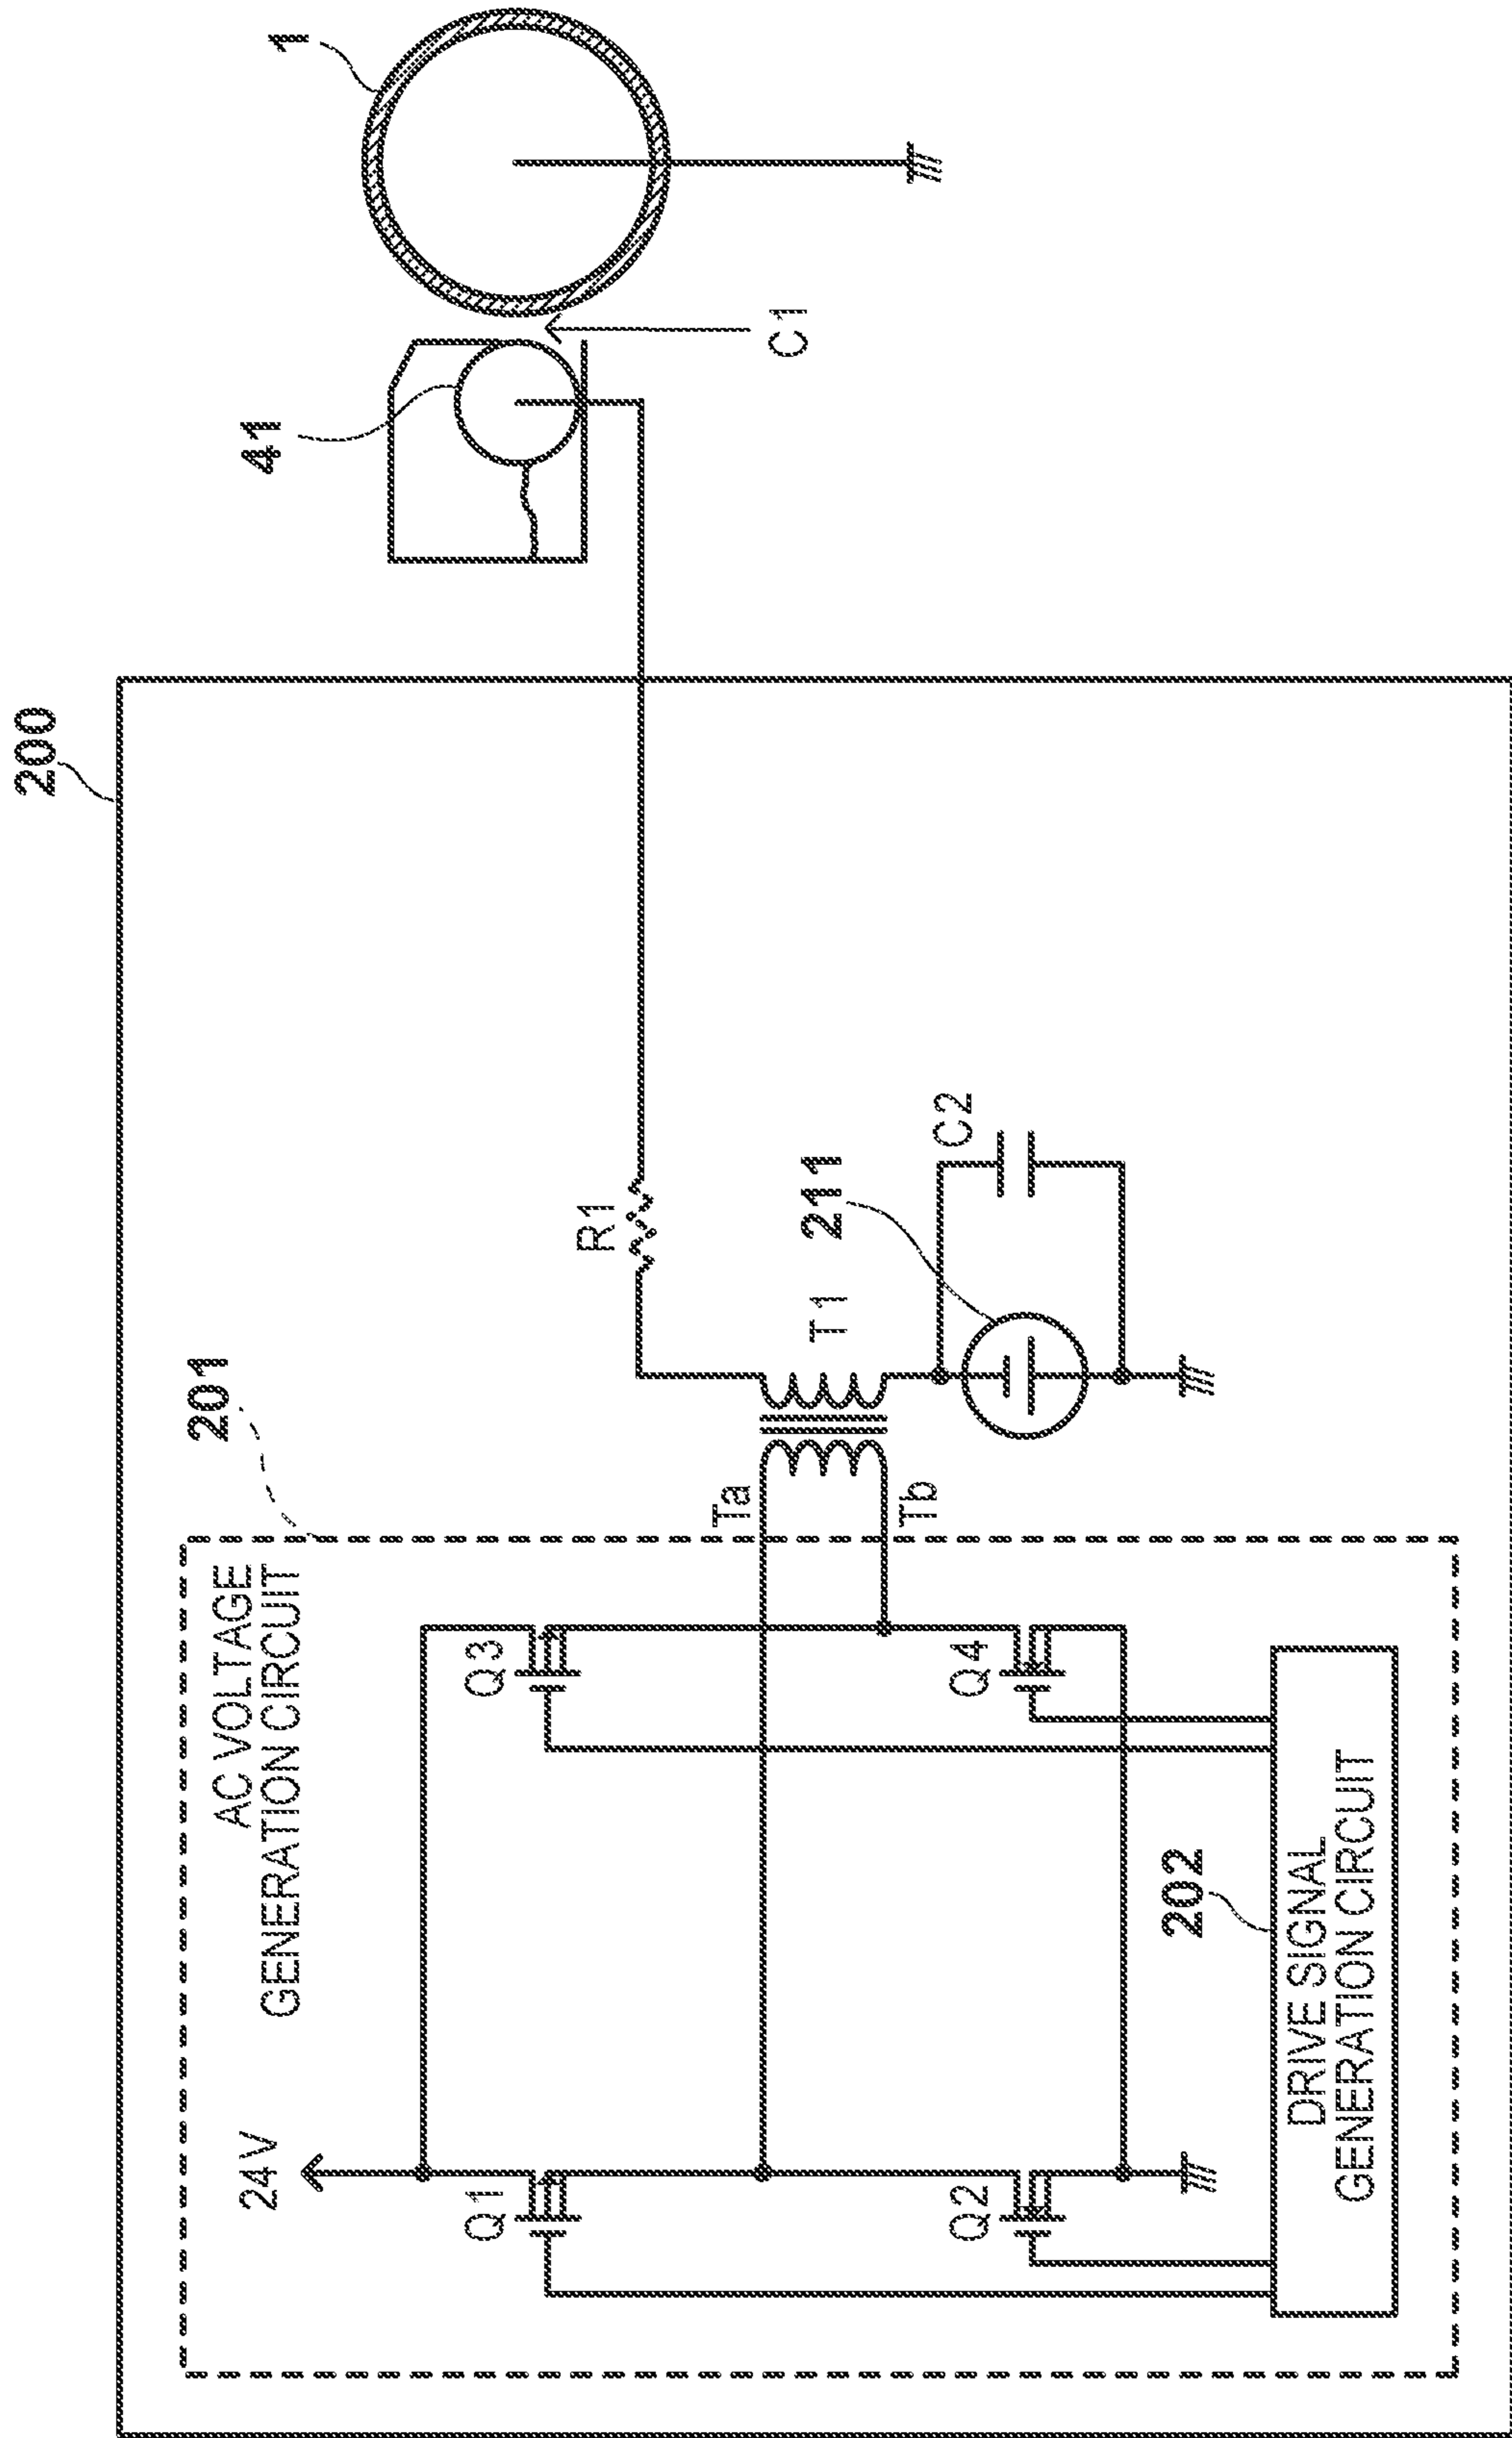 200
201
AC VOLTAGE
GENERATION CIRCUIT
24V
Q1
Q3
Q2
Q4
Ta
Tb
T1
R1
211
C2
202
DRIVE SIGNAL
GENERATION CIRCUIT
41
1
C1